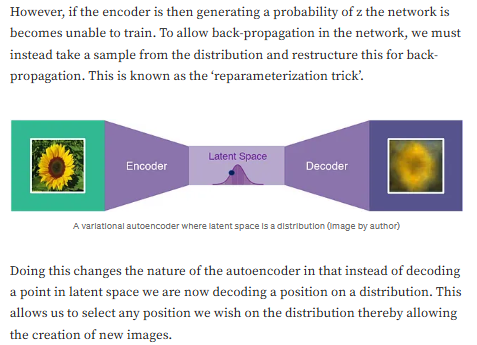 However, if the encoder is then generating a probability of z the network is
becomes unable to train. To allow back-propagation in the network, we must
instead take a sample from the distribution and restructure this for back-
propagation. This is known as the ‘reparameterization trick’.
Latent Space
Encoder
Decoder
A variational autoencoder where latent space is a distribution (image by author)
Doing this changes the nature of the autoencoder in that instead of decoding
a point in latent space we are now decoding a position on a distribution. This
allows us to select any position we wish on the distribution thereby allowing
the creation of new images.